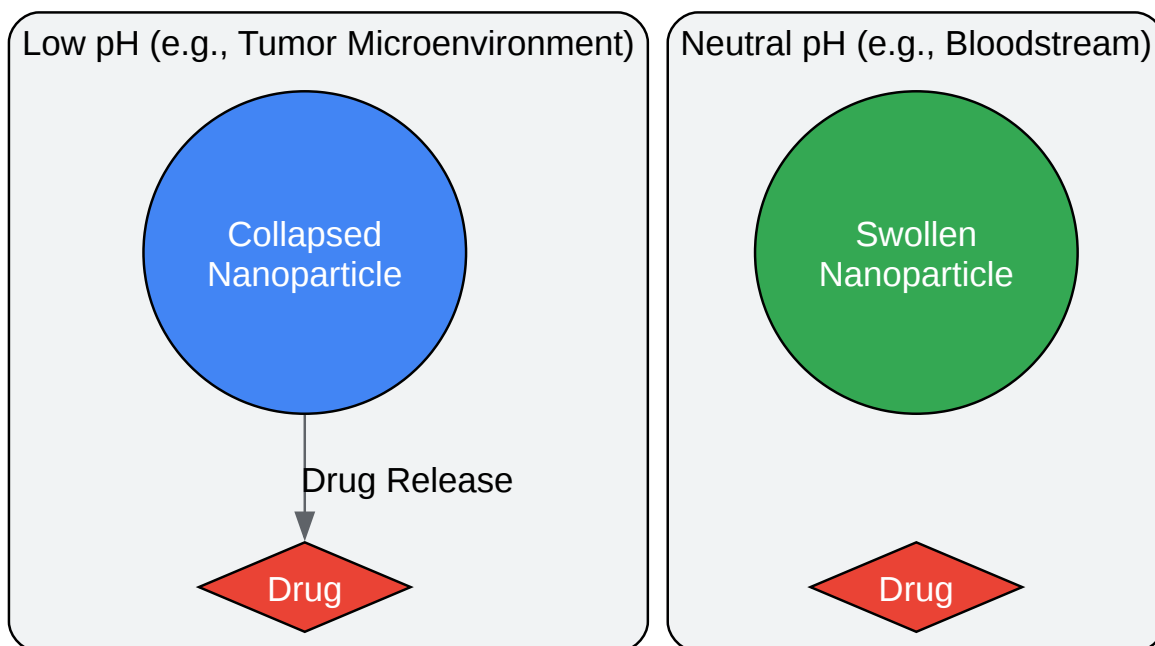 Low pH (e.g., Tumor Microenvironment)
Collapsed
Nanoparticle
Drug Release
Drug
Neutral pH (e.g., Bloodstream)
Swollen
Nanoparticle
Drug